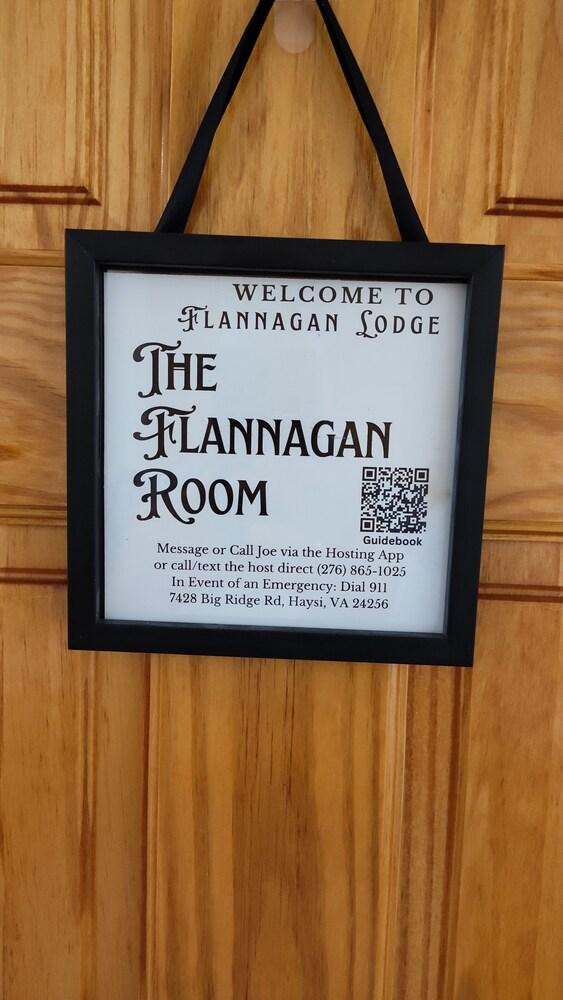 WELCOME TO
FLANNAGAN LODGE
THE
FLANNAGAN
ROOM
Guidebook
Message or Call Joe via the Hosting App
or call/text the host direct (276) 865-1025
In Event of an Emergency: Dial 911
7428 Big Ridge Rd, Haysi, VA 24256